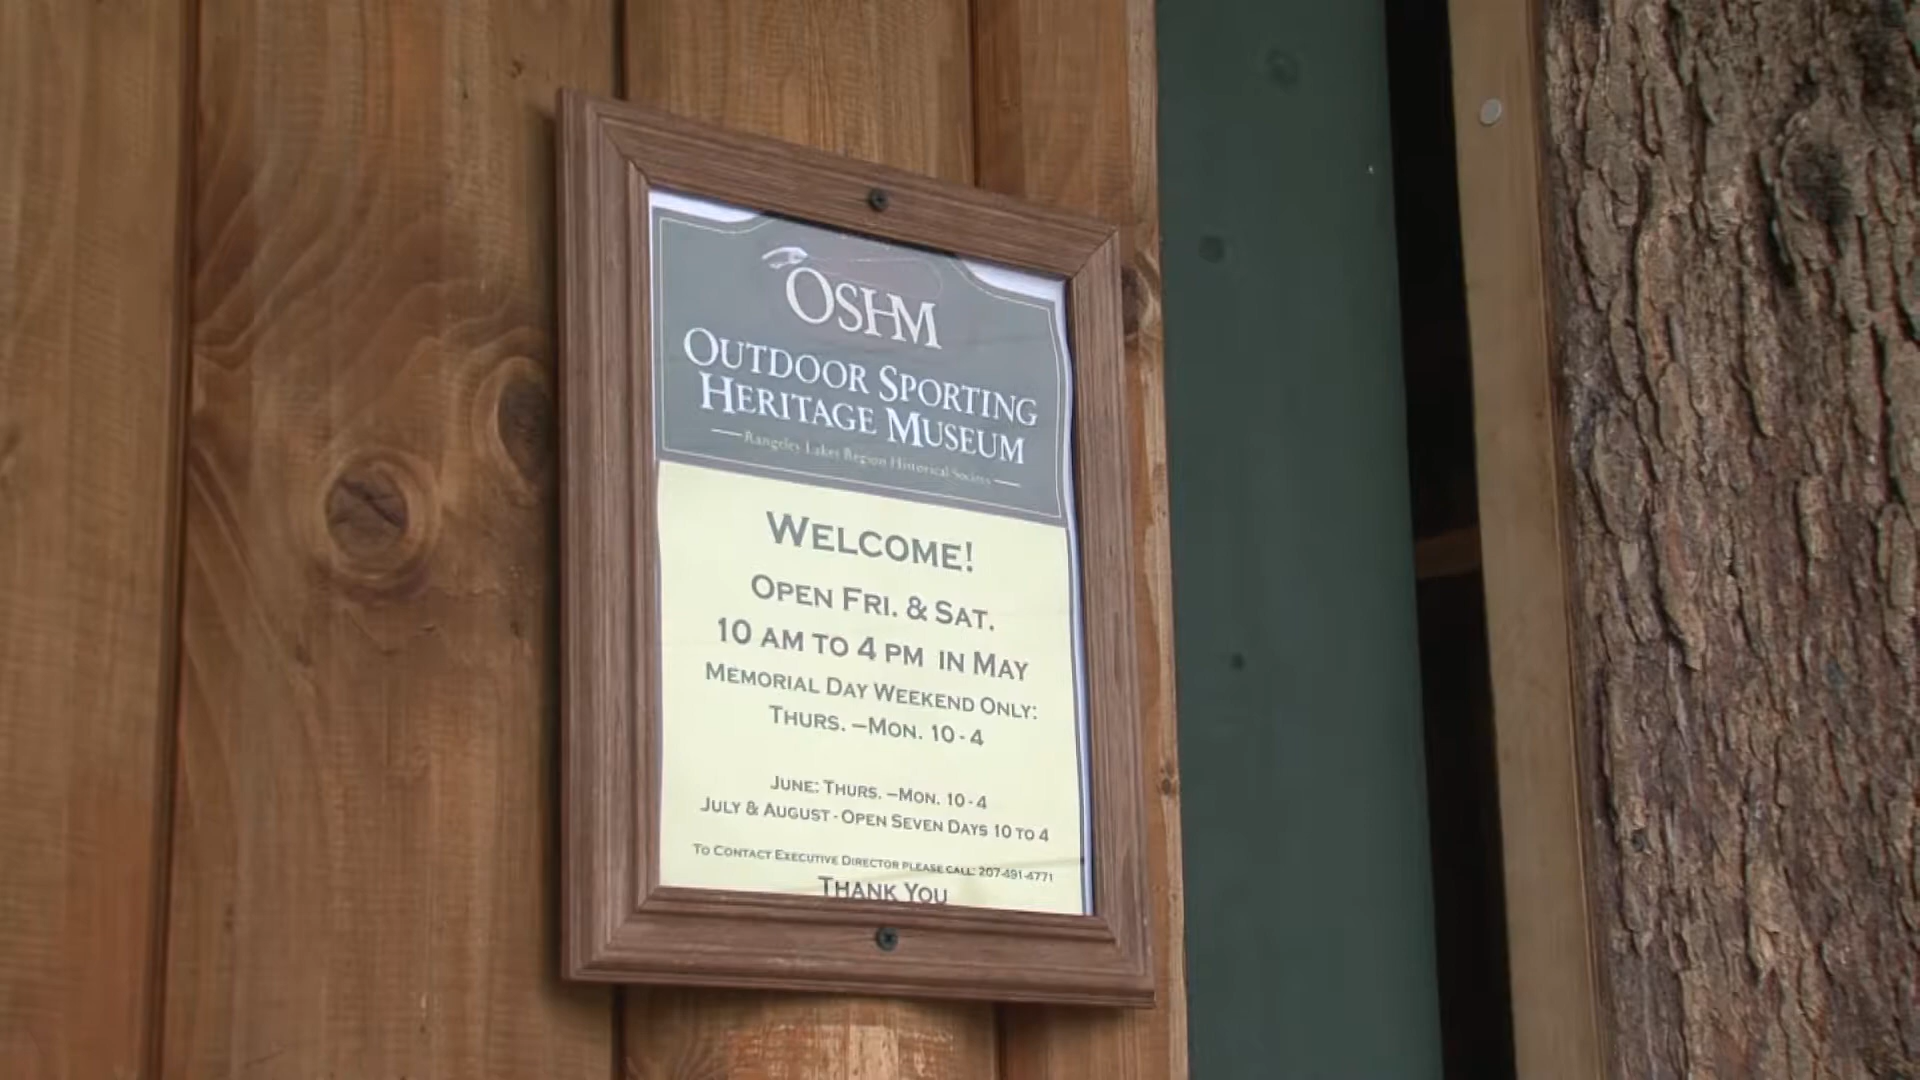 OSHM
OUTDOOR SPORTING
HERITAGE MUSEUM
Rangeley Lakes Region Historical Society
WELCOME!
OPEN FRI. & SAT.
10 AM TO 4 PM IN MAY
MEMORIAL DAY WEEKEND ONLY:
THURS. –MON. 10 - 4
JUNE: THURS. –MON. 10 - 4
JULY & AUGUST - OPEN SEVEN DAYS 10 TO 4
TO CONTACT EXECUTIVE DIRECTOR PLEASE CALL: 207-491-4771
THANK YOU